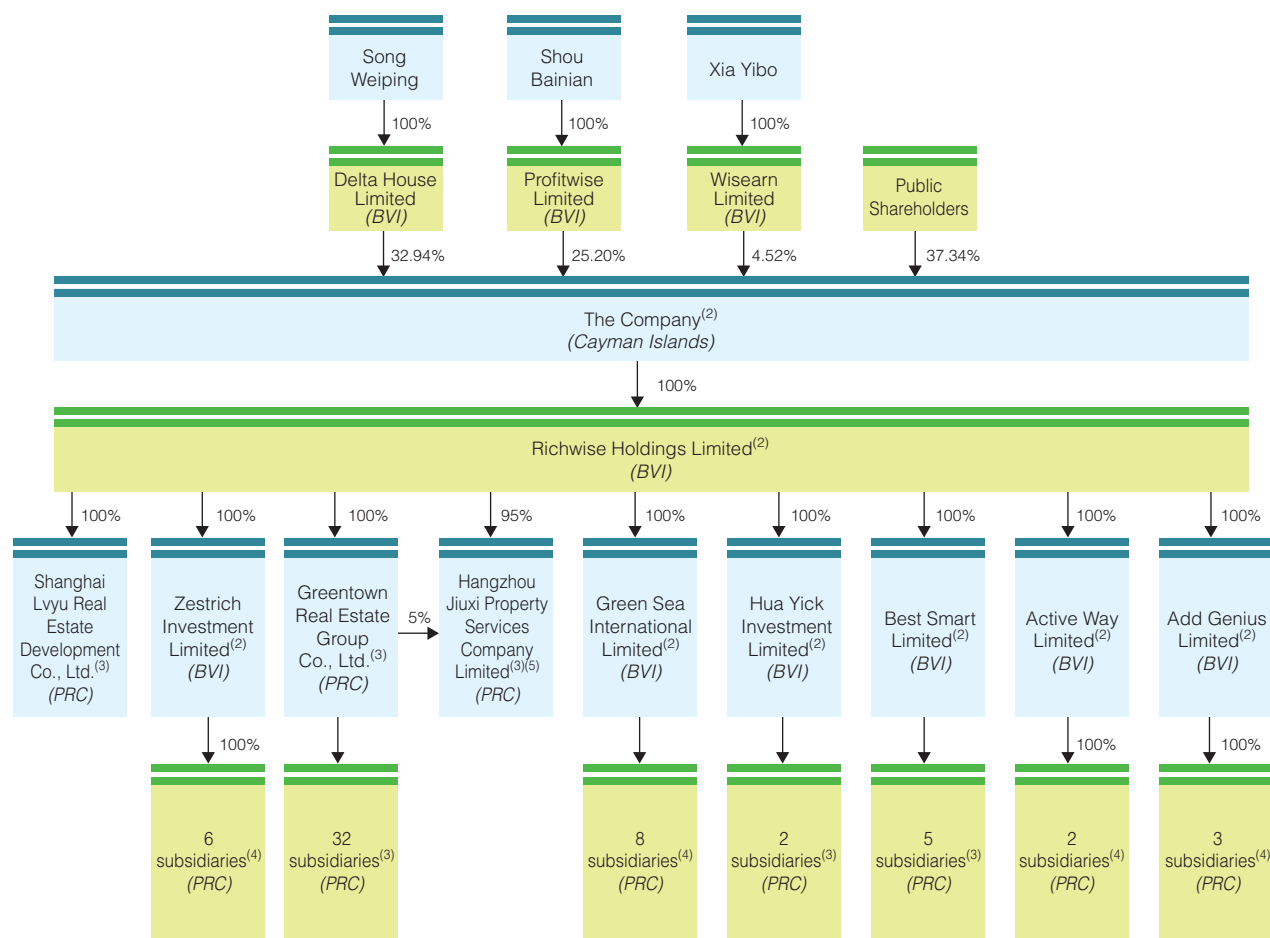 Song
Weiping
Shou
Bainian
Xia Yibo
100%
100%
100%
Delta House
Limited
(BVI)
Profitwise
Limited
(BVI)
Wisearn
Limited
(BVI)
Public
Shareholders
32.94%
25.20%
4.52%
37.34%
The Company(2)
(Cayman Islands)
100%
Richwise Holdings Limited(2)
(BVI)
100%
100%
100%
95%
100%
100%
100%
100%
100%
Shanghai
Lvyu Real
Estate
Development
Co., Ltd.(3)
(PRC)
Zestrich
Investment
Limited(2)
(BVI)
Greentown
Real Estate
Group
Co., Ltd.(3)
(PRC)
5%
Hangzhou
Jiuxi Property
Services
Company
Limited(3)(5)
(PRC)
Green Sea
International
Limited(2)
(BVI)
Hua Yick
Investment
Limited(2)
(BVI)
Best Smart
Limited(2)
(BVI)
Active Way
Limited(2)
(BVI)
Add Genius
Limited(2)
(BVI)
100%
100%
100%
6
subsidiaries(4)
(PRC)
32
subsidiaries(3)
(PRC)
8
subsidiaries(4)
(PRC)
2
subsidiaries(3)
(PRC)
5
subsidiaries(3)
(PRC)
2
subsidiaries(4)
(PRC)
3
subsidiaries(4)
(PRC)